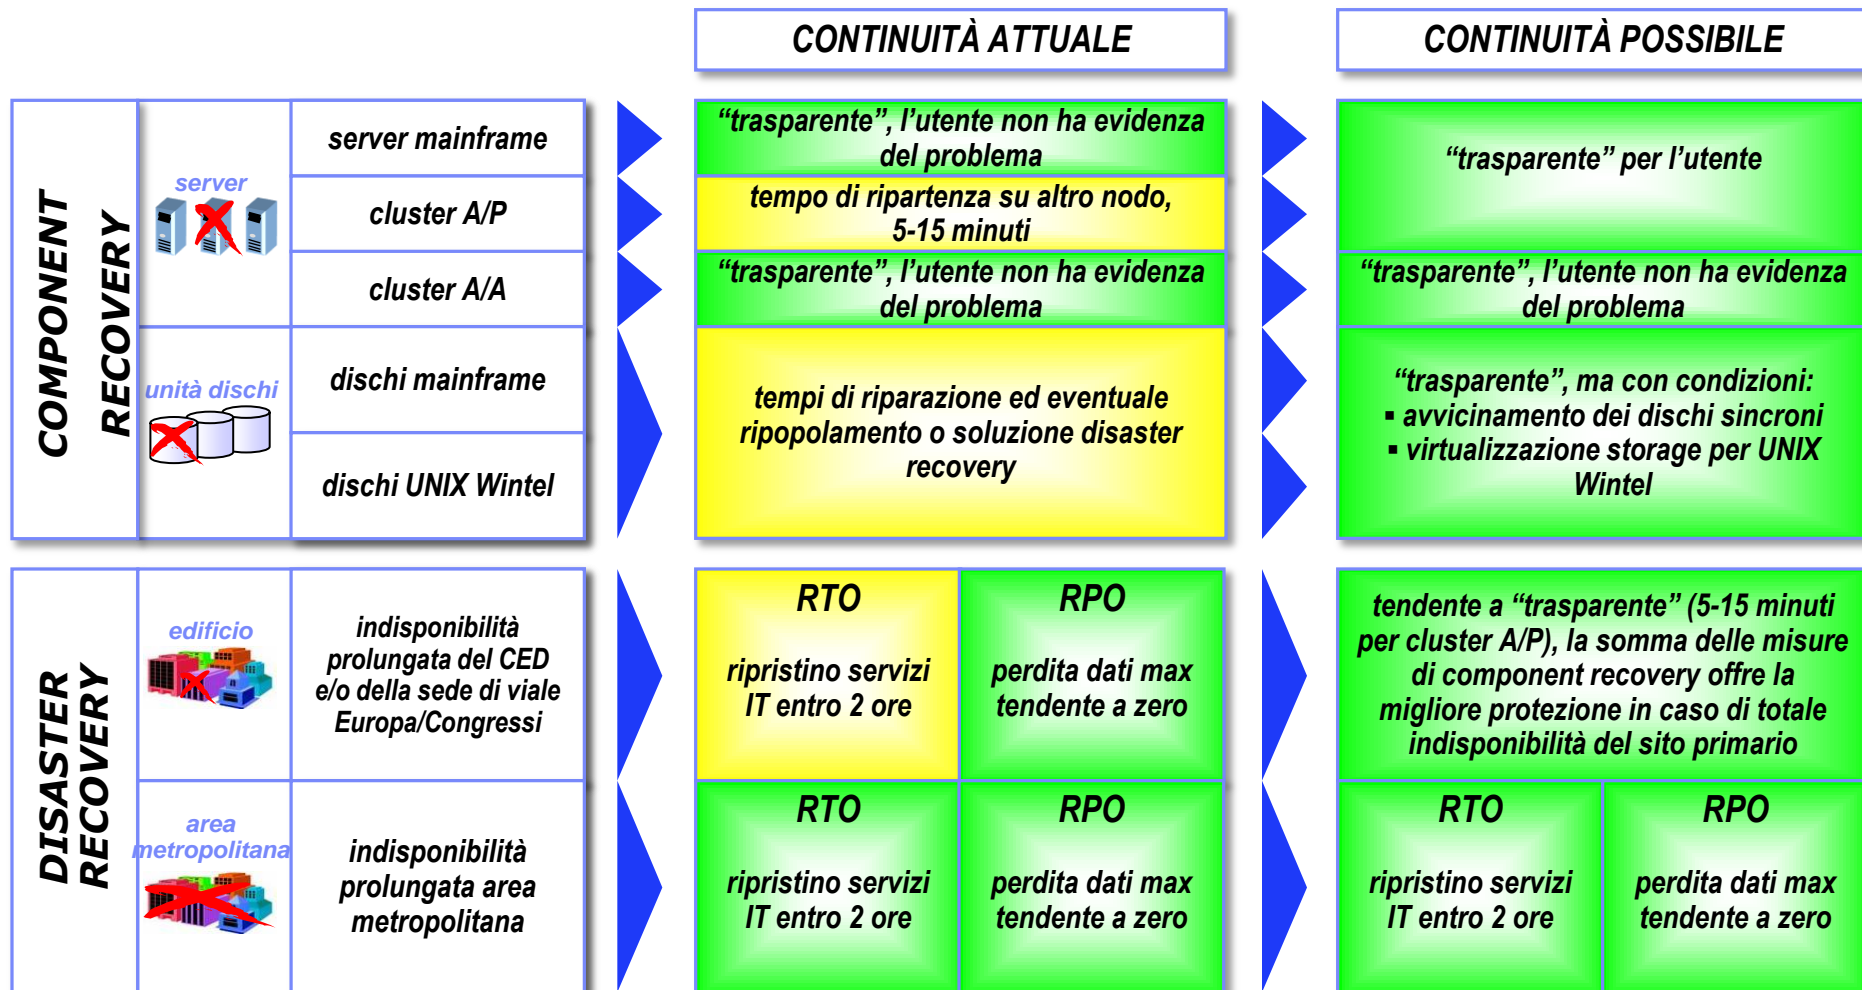 CONTINUITÀ ATTUALE
CONTINUITÀ POSSIBILE
COMPONENT
RECOVERY
server
server mainframe
“trasparente”, l’utente non ha evidenza
del problema
“trasparente” per l’utente
cluster A/P
tempo di ripartenza su altro nodo,
5-15 minuti
cluster A/A
“trasparente”, l’utente non ha evidenza
del problema
“trasparente”, l’utente non ha evidenza
del problema
unità dischi
dischi mainframe
dischi UNIX Wintel
tempi di riparazione ed eventuale
ripopolamento o soluzione disaster
recovery
“trasparente”, ma con condizioni:
▪ avvicinamento dei dischi sincroni
▪ virtualizzazione storage per UNIX
Wintel
DISASTER
RECOVERY
edificio
indisponibilità
prolungata del CED
e/o della sede di viale
Europa/Congressi
RTO
ripristino servizi
IT entro 2 ore
RPO
perdita dati max
tendente a zero
tendente a “trasparente” (5-15 minuti
per cluster A/P), la somma delle misure
di component recovery offre la
migliore protezione in caso di totale
indisponibilità del sito primario
area
metropolitana
indisponibilità
prolungata area
metropolitana
RTO
ripristino servizi
IT entro 2 ore
RPO
perdita dati max
tendente a zero
RTO
ripristino servizi
IT entro 2 ore
RPO
perdita dati max
tendente a zero